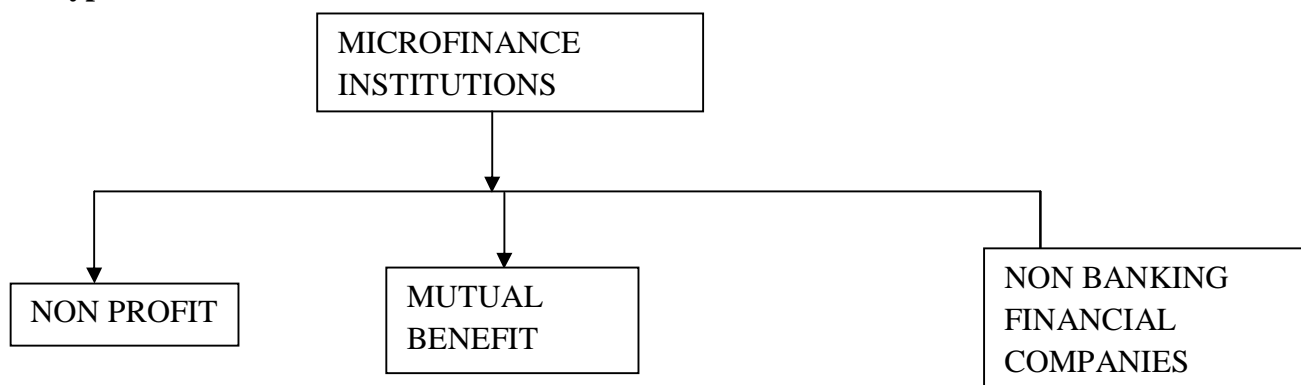 MICROFINANCE
INSTITUTIONS
NON PROFIT
MUTUAL
BENEFIT
NON BANKING
FINANCIAL
COMPANIES